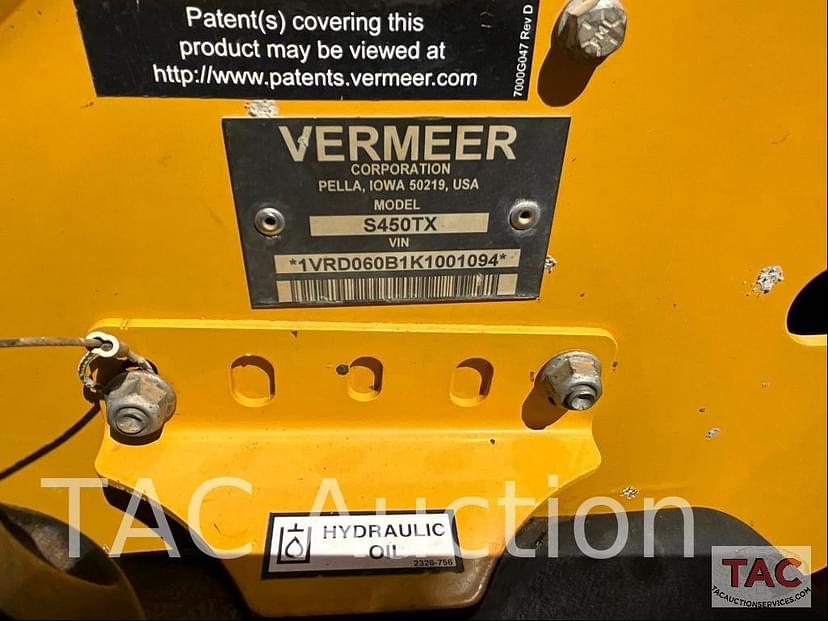 Patent(s) covering this
product may be viewed at
http://www.patents.vermeer.com
7000G047 Rev D
VERMEER
CORPORATION
PELLA, IOWA 50219, USA
MODEL
S450TX
VIN
*1VRD060B1K1001094*
TAC Auction
HYDRAULIC
OIL
2326-756
TAC
TACAUCTIONSERVICES.COM